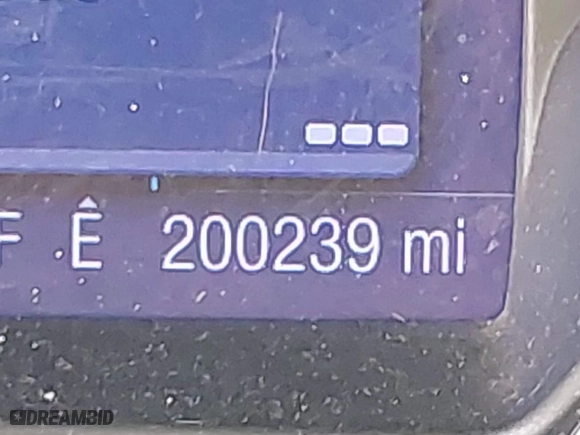 F Ê 200239 mi
DREAMBID